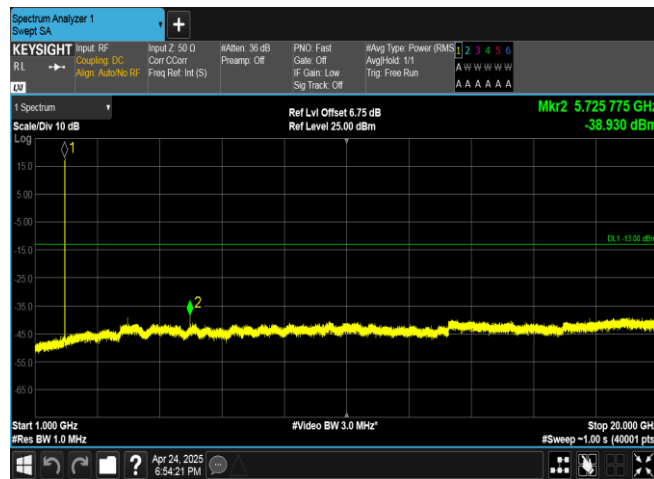 Spectrum Analyzer 1
Swept SA
+
KEYSIGHT
RL
LXI
Input: RF
Coupling: DC
Align: Auto/No RF
Input Z: 50 Ω
Corr CCorr
Freq Ref: Int (S)
#Atten: 36 dB
Preamp: Off
PNO: Fast
Gate: Off
IF Gain: Low
Sig Track: Off
#Avg Type: Power (RMS
Avg|Hold: 1/1
Trig: Free Run
1 2 3 4 5 6
A W W W W W
A A A A A A
1 Spectrum
Scale/Div 10 dB
Log
Ref Lvl Offset 6.75 dB
Ref Level 25.00 dBm
Mkr2 5.725 775 GHz
-38.930 dBm
1
15.0
5.00
-5.00
DL1 -13.00 dBm
-15.0
-25.0
-35.0
2
-45.0
-55.0
-65.0
Start 1.000 GHz
#Res BW 1.0 MHz
#Video BW 3.0 MHz*
Stop 20.000 GHz
#Sweep ~1.00 s (40001 pts
?
Apr 24, 2025
6:54:21 PM